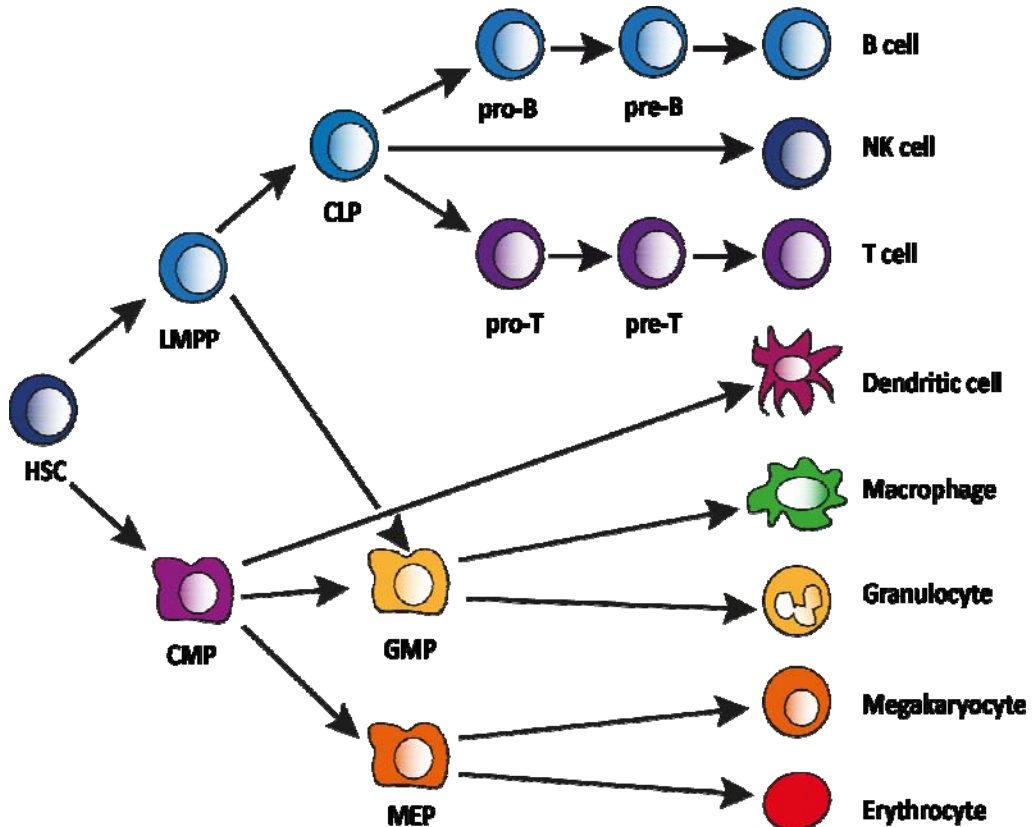 B cell
pro-B
pre-B
NK cell
CLP
T cell
LMPP
pro-T
pre-T
Dendritic cell
HSC
Macrophage
Granulocyte
CMP
GMP
Megakaryocyte
MEP
Erythrocyte